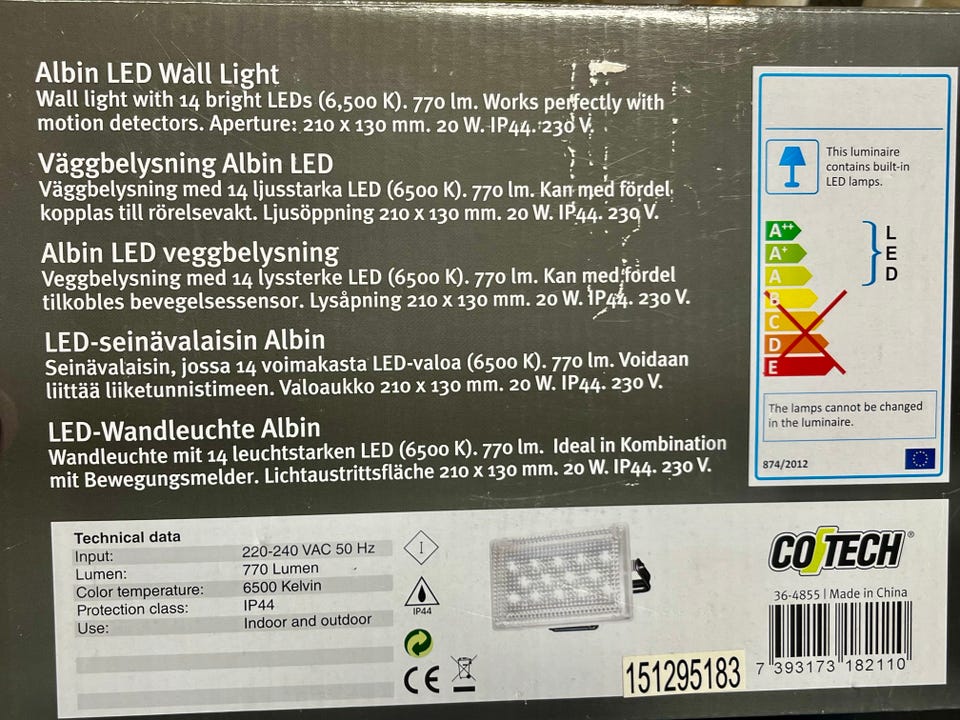 Albin LED Wall Light
Wall light with 14 bright LEDs (6,500 K). 770 lm. Works perfectly with
motion detectors. Aperture: 210 x 130 mm. 20 W. IP44. 230 V.
Väggbelysning Albin LED
Väggbelysning med 14 ljusstarka LED (6500 K). 770 lm. Kan med fördel
kopplas till rörelsevakt. Ljusöppning 210 x 130 mm. 20 W. IP44. 230 V.
Albin LED veggbelysning
Veggbelysning med 14 lyssterke LED (6500 K). 770 lm. Kan med fordel
tilkobles bevegelsessensor. Lysåpning 210 x 130 mm. 20 W. IP44. 230 V.
LED-seinävalaisin Albin
Seinävalaisin, jossa 14 voimakasta LED-valoa (6500 K). 770 lm. Voidaan
liittää liiketunnistimeen. Valoaukko 210 x 130 mm. 20 W. IP44. 230 V.
LED-Wandleuchte Albin
Wandleuchte mit 14 leuchtstarken LED (6500 K). 770 lm. Ideal in Kombination
mit Bewegungsmelder. Lichtaustrittsfläche 210 x 130 mm. 20 W. IP44. 230 V.
This luminaire
contains built-in
LED lamps.
A++
A+
A
B
C
D
E
L
E
D
The lamps cannot be changed
in the luminaire.
874/2012
Technical data
Input: 220-240 VAC 50 Hz
Lumen: 770 Lumen
Color temperature: 6500 Kelvin
Protection class: IP44
Use: Indoor and outdoor
I
IP44
CE
CO/TECH®
36-4855 | Made in China
7 393173 182110
151295183